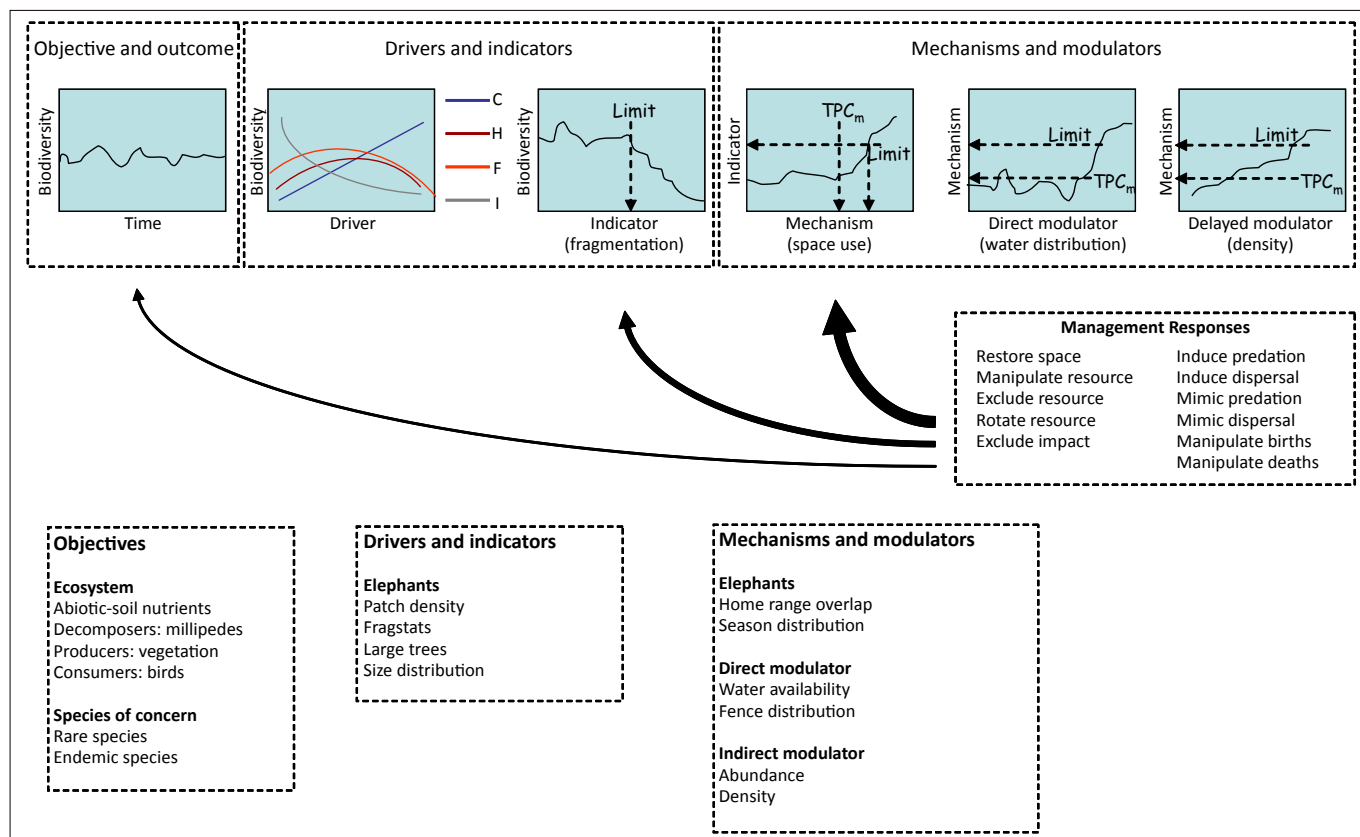 Objective and outcome
Biodiversity
Time
Drivers and indicators
Biodiversity
Driver
C
H
F
I
Biodiversity
Limit
Indicator
(fragmentation)
Mechanisms and modulators
Indicator
TPCm
Limit
Mechanism
(space use)
Mechanism
Limit
TPCm
Direct modulator
(water distribution)
Mechanism
Limit
TPCm
Delayed modulator
(density)
Management Responses
Restore space
Manipulate resource
Exclude resource
Rotate resource
Exclude impact
Induce predation
Induce dispersal
Mimic predation
Mimic dispersal
Manipulate births
Manipulate deaths
Objectives
Ecosystem
Abiotic-soil nutrients
Decomposers: millipedes
Producers: vegetation
Consumers: birds
Species of concern
Rare species
Endemic species
Drivers and indicators
Elephants
Patch density
Fragstats
Large trees
Size distribution
Mechanisms and modulators
Elephants
Home range overlap
Season distribution
Direct modulator
Water availability
Fence distribution
Indirect modulator
Abundance
Density